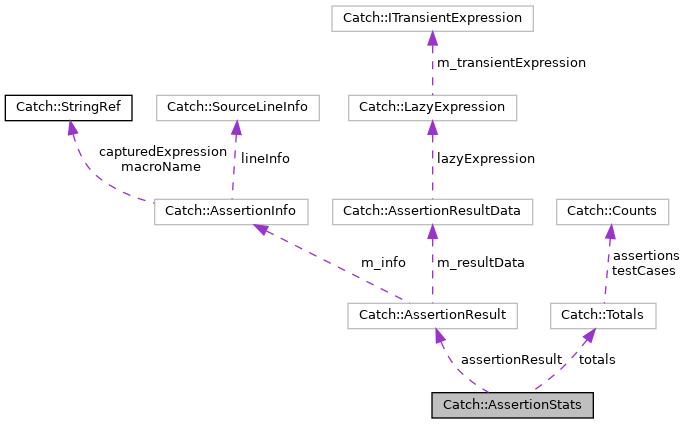 Catch::ITransientExpression
m_transientExpression
Catch::StringRef
Catch::SourceLineInfo
Catch::LazyExpression
capturedExpression
macroName
lineInfo
lazyExpression
Catch::AssertionInfo
Catch::AssertionResultData
Catch::Counts
m_info
m_resultData
assertions
testCases
Catch::AssertionResult
Catch::Totals
assertionResult
totals
Catch::AssertionStats